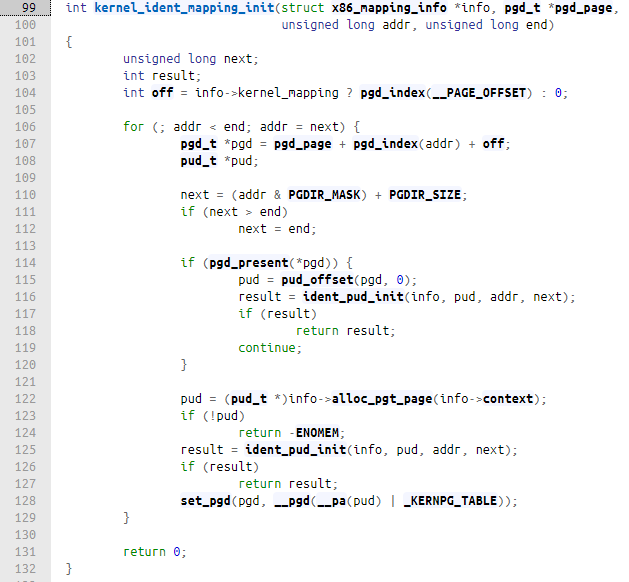 99 int kernel_ident_mapping_init(struct x86_mapping_info *info, pgd_t *pgd_page,
100 unsigned long addr, unsigned long end)
101 {
102 unsigned long next;
103 int result;
104 int off = info->kernel_mapping ? pgd_index(__PAGE_OFFSET) : 0;
105
106 for (; addr < end; addr = next) {
107 pgd_t *pgd = pgd_page + pgd_index(addr) + off;
108 pud_t *pud;
109
110 next = (addr & PGDIR_MASK) + PGDIR_SIZE;
111 if (next > end)
112 next = end;
113
114 if (pgd_present(*pgd)) {
115 pud = pud_offset(pgd, 0);
116 result = ident_pud_init(info, pud, addr, next);
117 if (result)
118 return result;
119 continue;
120 }
121
122 pud = (pud_t *)info->alloc_pgt_page(info->context);
123 if (!pud)
124 return -ENOMEM;
125 result = ident_pud_init(info, pud, addr, next);
126 if (result)
127 return result;
128 set_pgd(pgd, __pgd(__pa(pud) | _KERNPG_TABLE));
129 }
130
131 return 0;
132 }